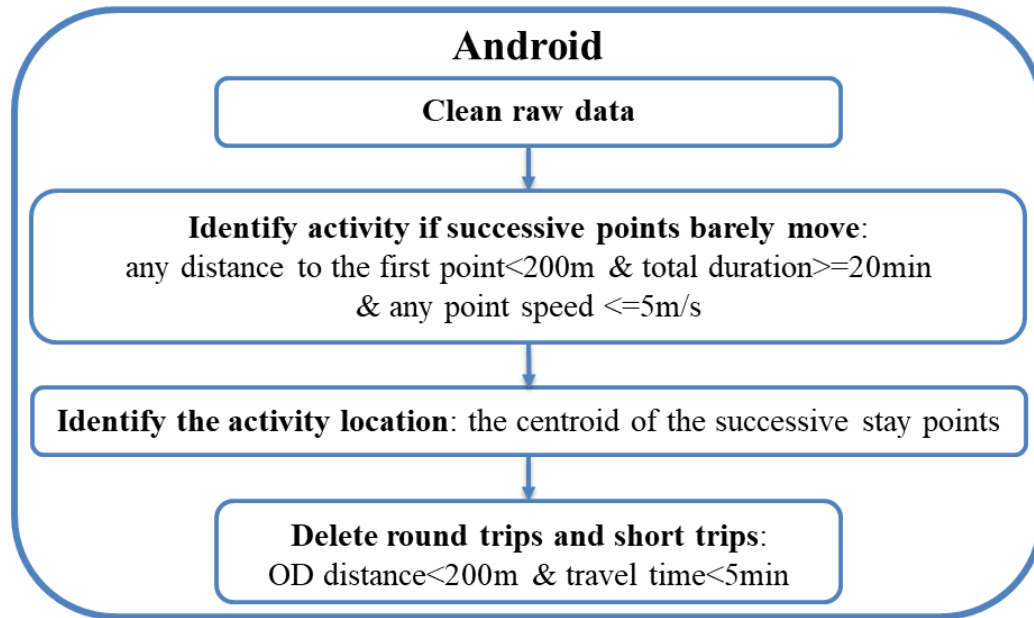 Android
Clean raw data
Identify activity if successive points barely move:
any distance to the first point<200m & total duration>=20min
& any point speed <=5m/s
Identify the activity location: the centroid of the successive stay points
Delete round trips and short trips:
OD distance<200m & travel time<5min